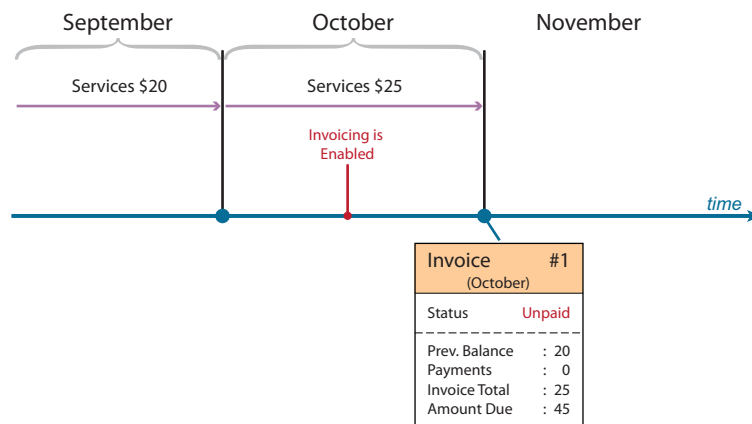 September
October
November
Services $20
Services $25
Invoicing is
Enabled
time
Invoice #1
(October)
Status Unpaid
Prev. Balance : 20
Payments : 0
Invoice Total : 25
Amount Due : 45